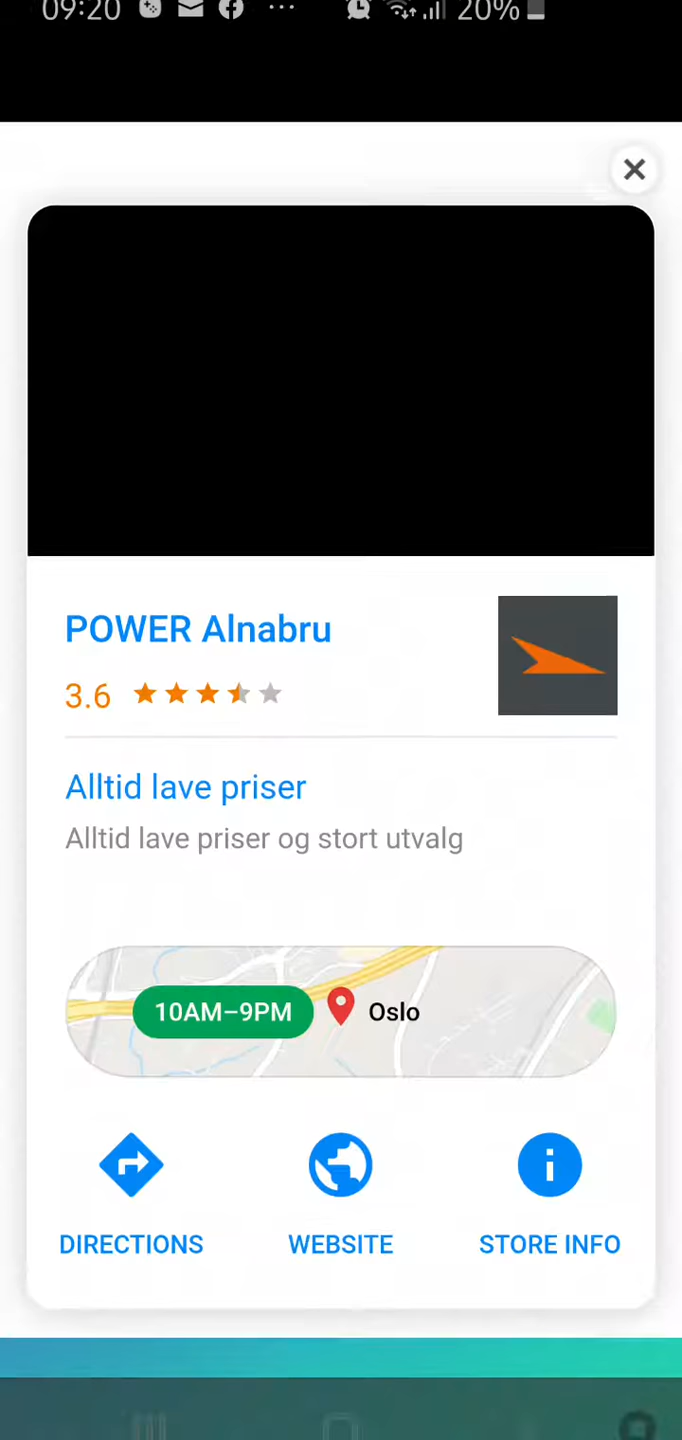 09:20 20%
POWER Alnabru
3.6
Alltid lave priser
Alltid lave priser og stort utvalg
10AM–9PM Oslo
DIRECTIONS WEBSITE STORE INFO